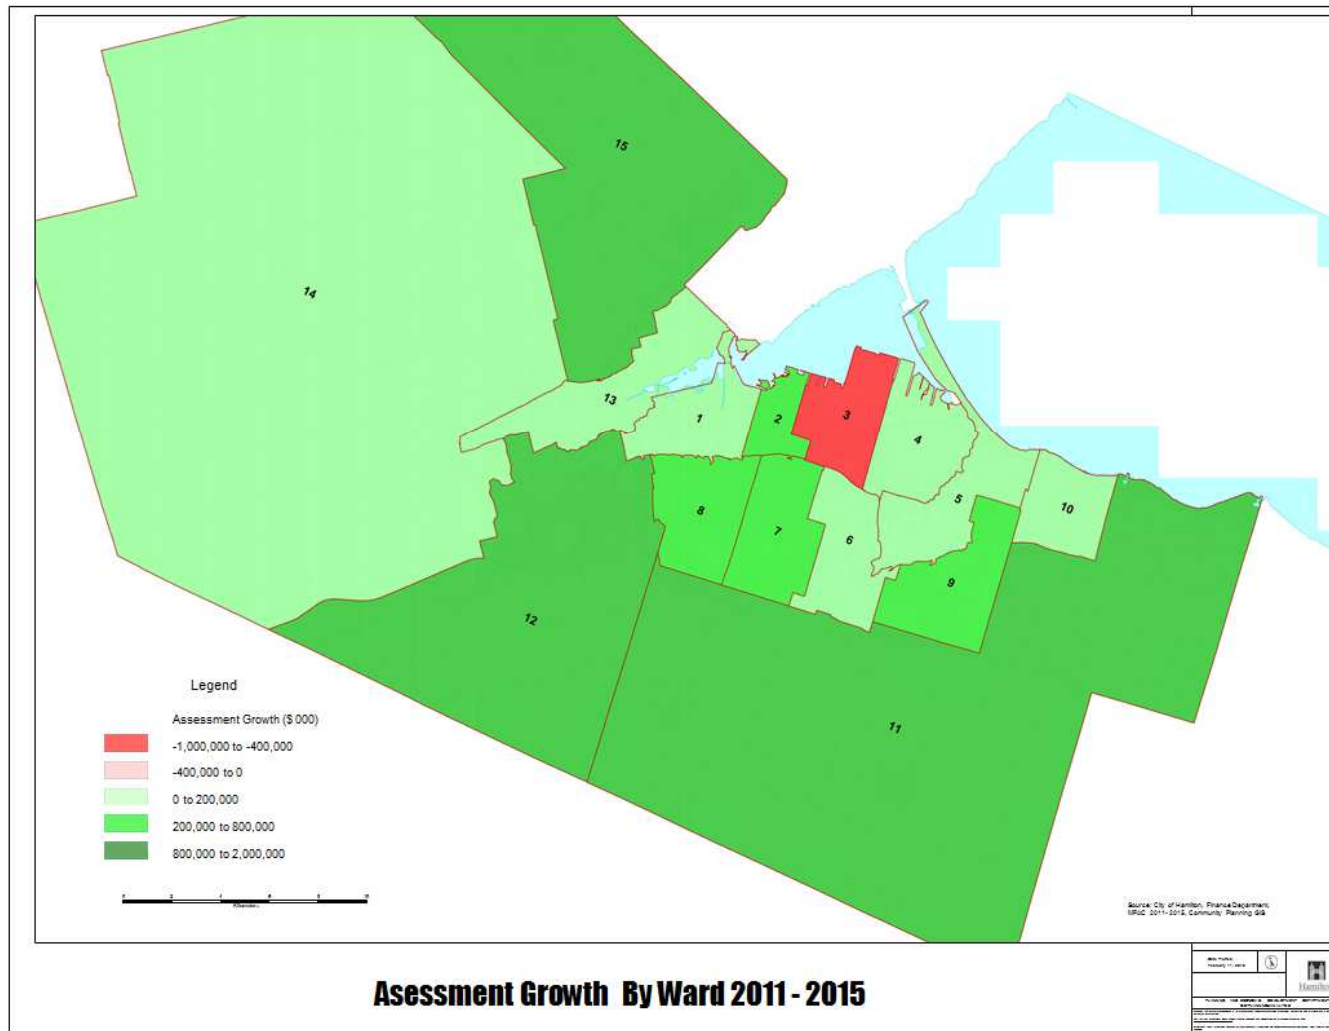 15
14
13
1
2
3
4
5
10
8
7
6
9
12
11
Legend
Assessment Growth ($ 000)
-1,000,000 to -400,000
-400,000 to 0
0 to 200,000
200,000 to 800,000
800,000 to 2,000,000
Source: City of Hamilton, Finance Department,
MPAC 2011-2015, Community Planning GIS
Asessment Growth By Ward 2011 - 2015